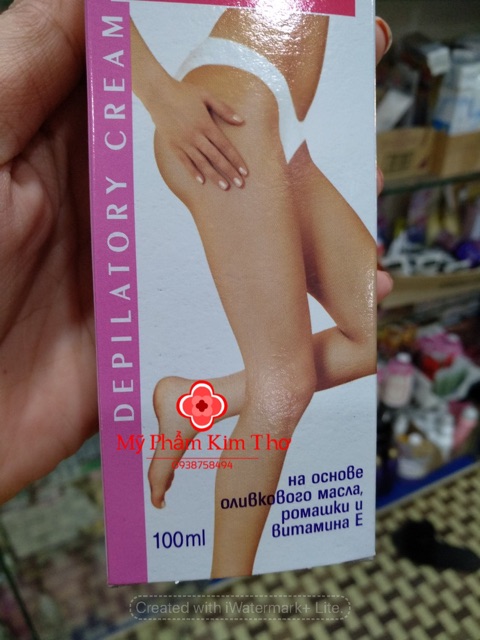 DEPILATORY CREAM
Mỹ Phẩm Kim Thơ
0938758494
на основе
оливкового масла,
ромашки и
витамина Е
100ml
Created with iWatermark+ Lite.